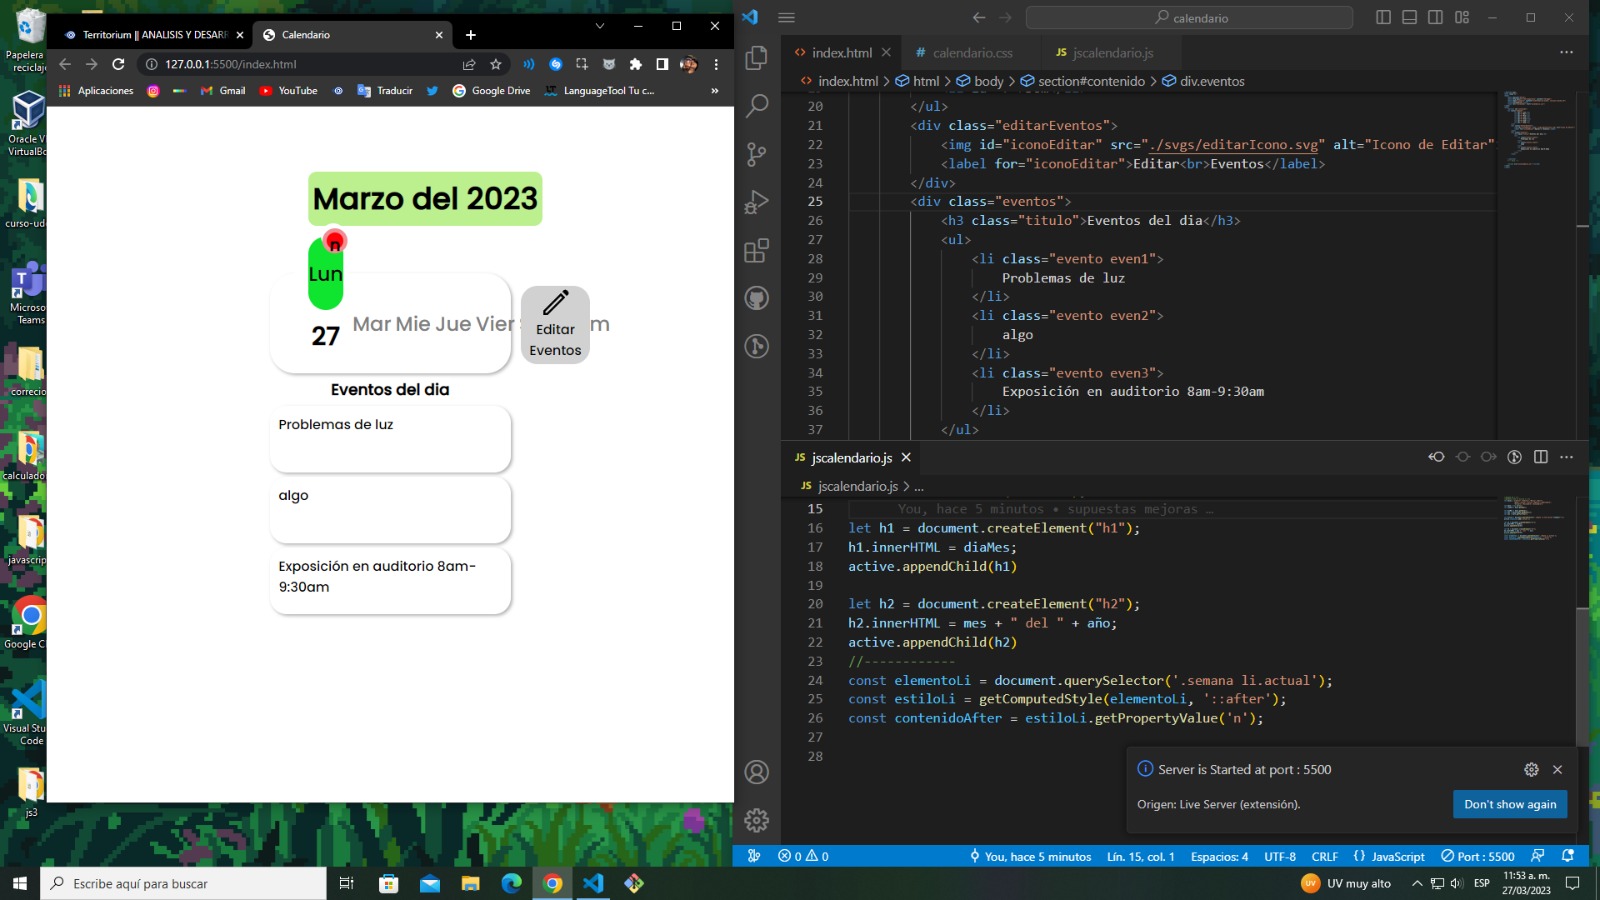 Papelera
reciclaje
Oracle VM
VirtualBo
curso-ude
Microso
Teams
correcio
calculado
javascrip
Google Ch
Visual Stu
Code
js3
Territorium || ANALISIS Y DESARR
Calendario
127.0.0.1:5500/index.html
Aplicaciones
Gmail
YouTube
Traducir
Google Drive
LanguageTool Tu c...
»
Marzo del 2023
n
Lun
27
Mar Mie Jue Vier
m
Editar
Eventos
Eventos del dia
Problemas de luz
algo
Exposición en auditorio 8am-
9:30am
calendario
index.html
calendario.css
JS jscalendario.js
index.html > html > body > section#contenido > div.eventos
20 </ul>
21 <div class="editarEventos">
22 <img id="iconoEditar" src="./svgs/editarIcono.svg" alt="Icono de Editar"
23 <label for="iconoEditar">Editar<br>Eventos</label>
24 </div>
25 <div class="eventos">
26 <h3 class="titulo">Eventos del dia</h3>
27 <ul>
28 <li class="evento even1">
29 Problemas de luz
30 </li>
31 <li class="evento even2">
32 algo
33 </li>
34 <li class="evento even3">
35 Exposición en auditorio 8am-9:30am
36 </li>
37 </ul>
JS jscalendario.js
JS jscalendario.js > ...
15 You, hace 5 minutos • supuestas mejoras …
16 let h1 = document.createElement("h1");
17 h1.innerHTML = diaMes;
18 active.appendChild(h1)
19
20 let h2 = document.createElement("h2");
21 h2.innerHTML = mes + " del " + año;
22 active.appendChild(h2)
23 //------------
24 const elementoLi = document.querySelector('.semana li.actual');
25 const estiloLi = getComputedStyle(elementoLi, '::after');
26 const contenidoAfter = estiloLi.getPropertyValue('n');
27
28
Server is Started at port : 5500
Origen: Live Server (extensión).
Don't show again
0 0
You, hace 5 minutos
Lín. 15, col. 1
Espacios: 4
UTF-8
CRLF
{} JavaScript
Port : 5500
Escribe aquí para buscar
UV
UV muy alto
ESP
11:53 a. m.
27/03/2023